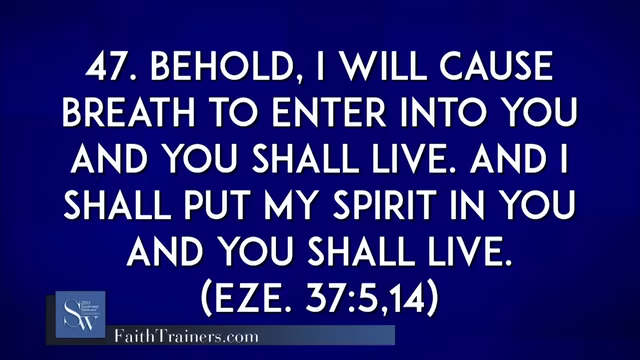 47. BEHOLD, I WILL CAUSE
BREATH TO ENTER INTO YOU
AND YOU SHALL LIVE. AND I
SHALL PUT MY SPIRIT IN YOU
AND YOU SHALL LIVE.
(EZE. 37:5,14)
SW
FaithTrainers.com